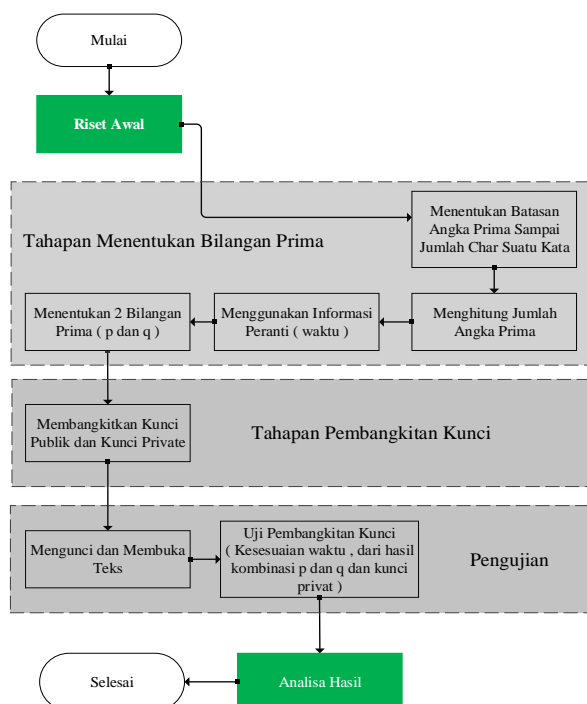 Mulai
Riset Awal
Tahapan Menentukan Bilangan Prima
Menentukan Batasan
Angka Prima Sampai
Jumlah Char Suatu Kata
Menghitung Jumlah
Angka Prima
Menggunakan Informasi
Peranti ( waktu )
Menentukan 2 Bilangan
Prima ( p dan q )
Membangkitkan Kunci
Publik dan Kunci Private
Tahapan Pembangkitan Kunci
Mengunci dan Membuka
Teks
Uji Pembangkitan Kunci
( Kesesuaian waktu , dari hasil
kombinasi p dan q dan kunci
privat )
Pengujian
Analisa Hasil
Selesai